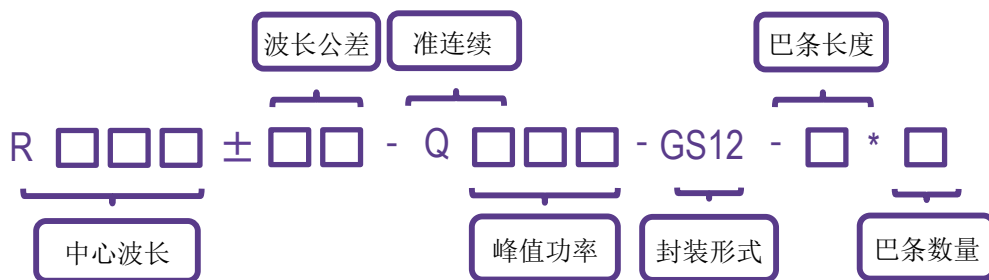 波长公差 准连续 巴条长度
R □□□ ± □□ - Q □□□ - GS12 - □ * □
中心波长 峰值功率 封装形式 巴条数量